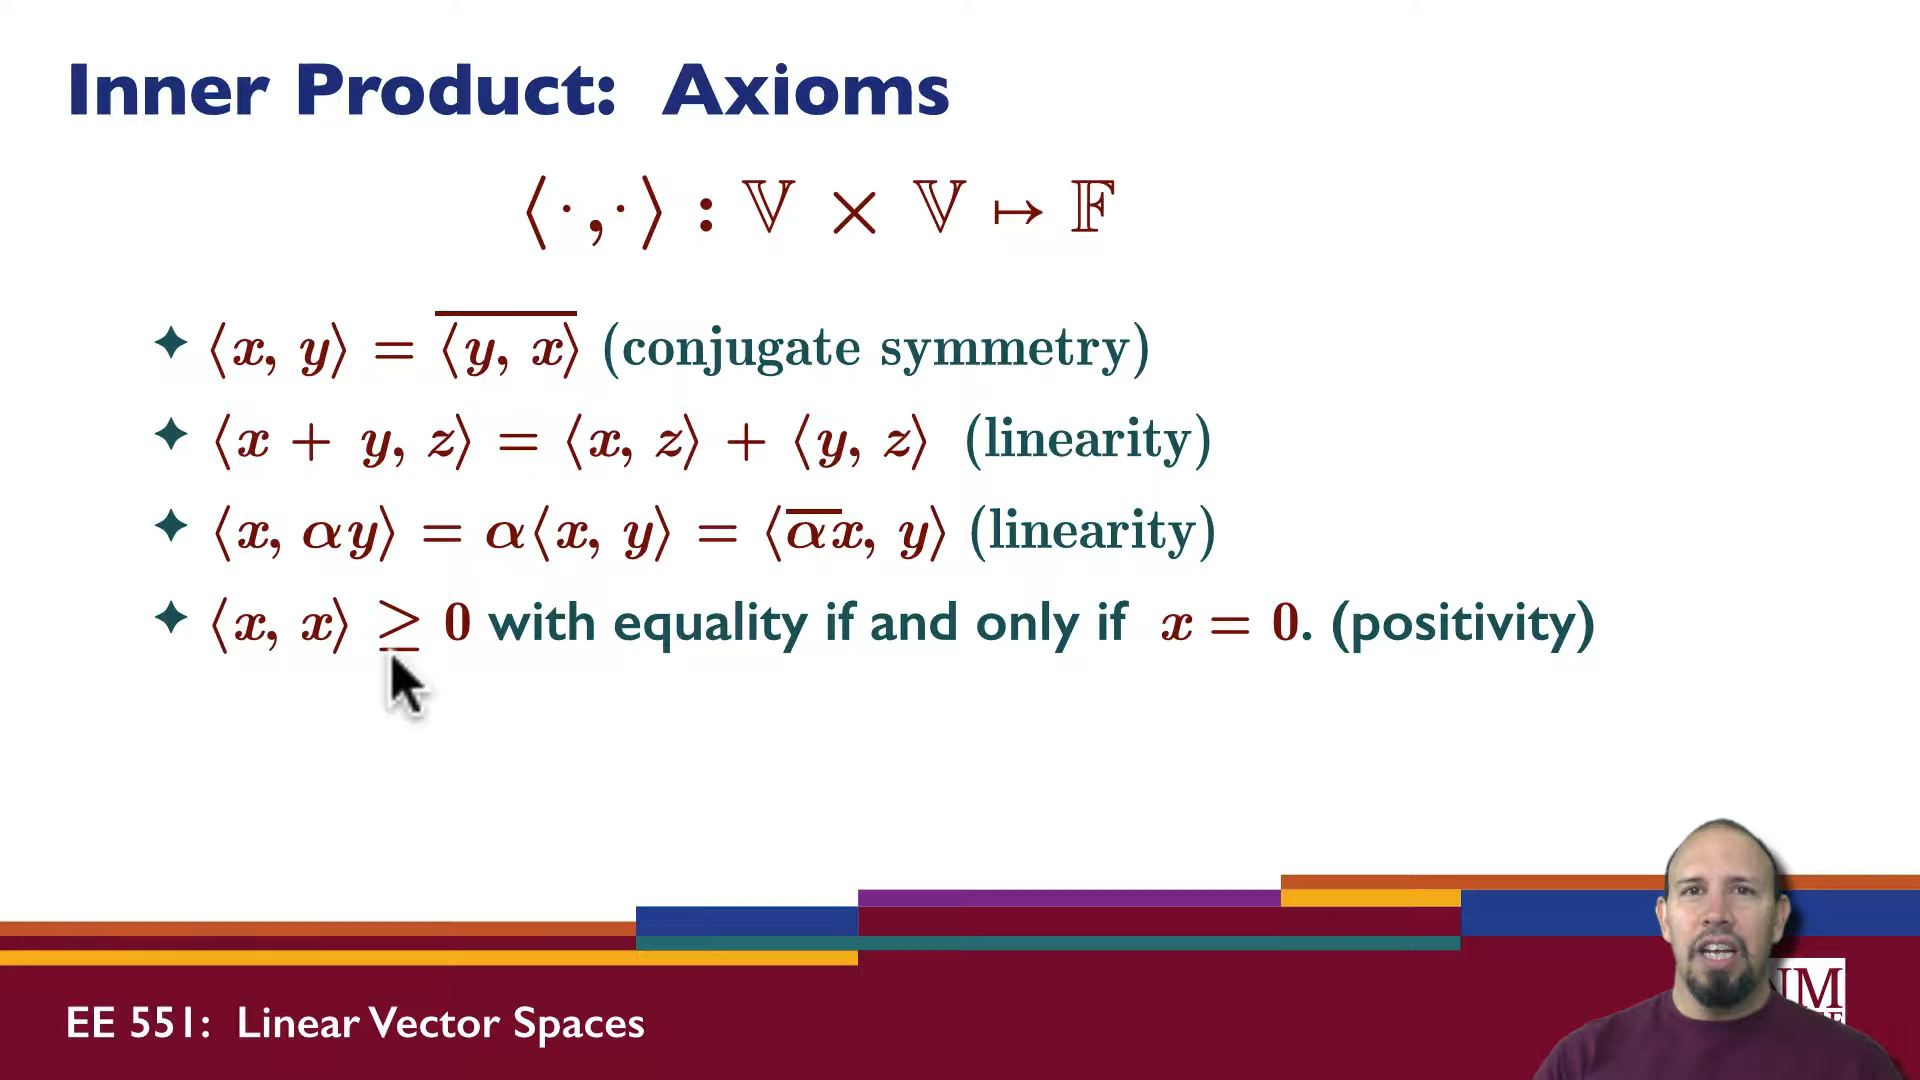 Inner Product: Axioms
⟨·,·⟩ : 𝕍 × 𝕍 ↦ 𝔽
✦ ⟨x, y⟩ = \overline{⟨y, x⟩} (conjugate symmetry)
✦ ⟨x + y, z⟩ = ⟨x, z⟩ + ⟨y, z⟩ (linearity)
✦ ⟨x, αy⟩ = α⟨x, y⟩ = ⟨\overline{α}x, y⟩ (linearity)
✦ ⟨x, x⟩ ≥ 0 with equality if and only if x = 0. (positivity)
EE 551: Linear Vector Spaces